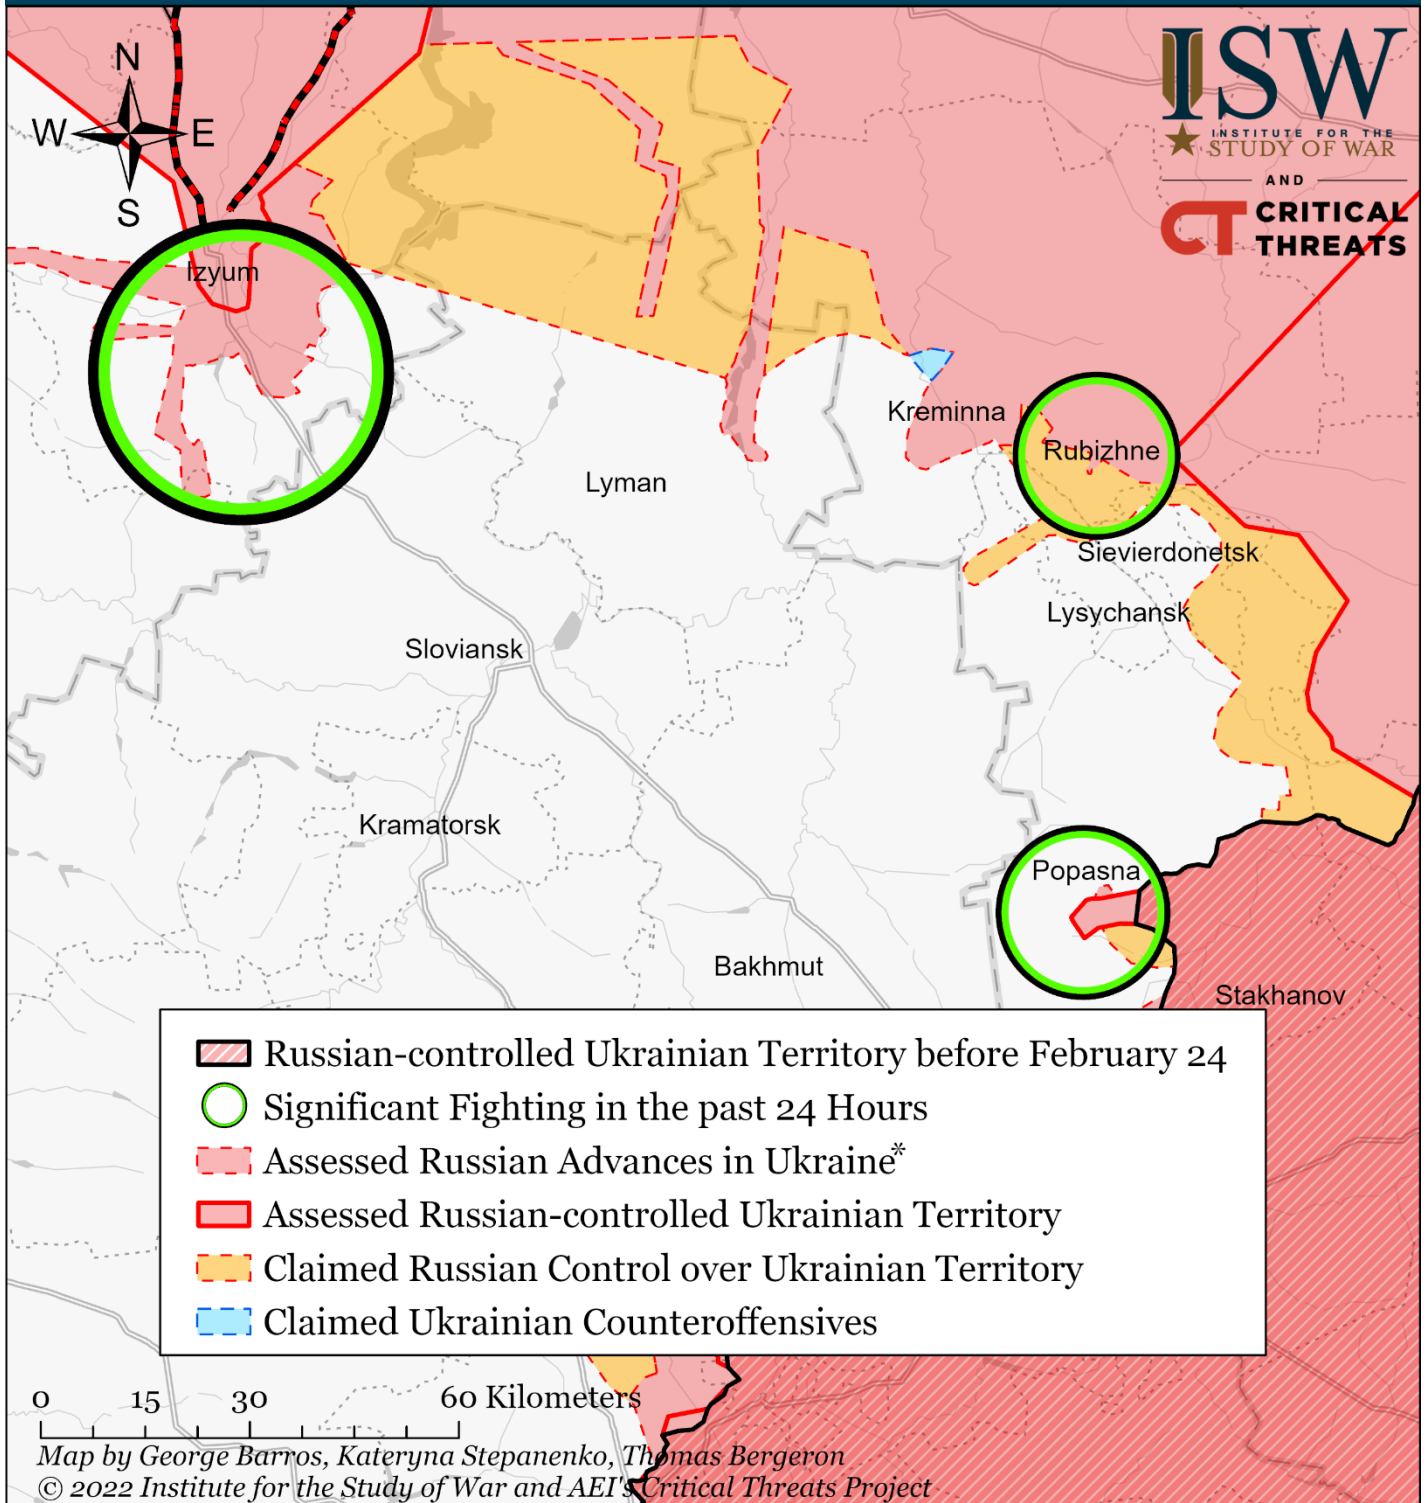 N
W
E
S
ISW
INSTITUTE FOR THE
STUDY OF WAR
AND
CT CRITICAL
THREATS
Izyum
Kreminna
Rubizhne
Lyman
Sievierdonetsk
Lysychansk
Sloviansk
Kramatorsk
Popasna
Bakhmut
Stakhanov
Russian-controlled Ukrainian Territory before February 24
Significant Fighting in the past 24 Hours
Assessed Russian Advances in Ukraine*
Assessed Russian-controlled Ukrainian Territory
Claimed Russian Control over Ukrainian Territory
Claimed Ukrainian Counteroffensives
0 15 30 60 Kilometers
Map by George Barros, Kateryna Stepanenko, Thomas Bergeron
© 2022 Institute for the Study of War and AEI's Critical Threats Project